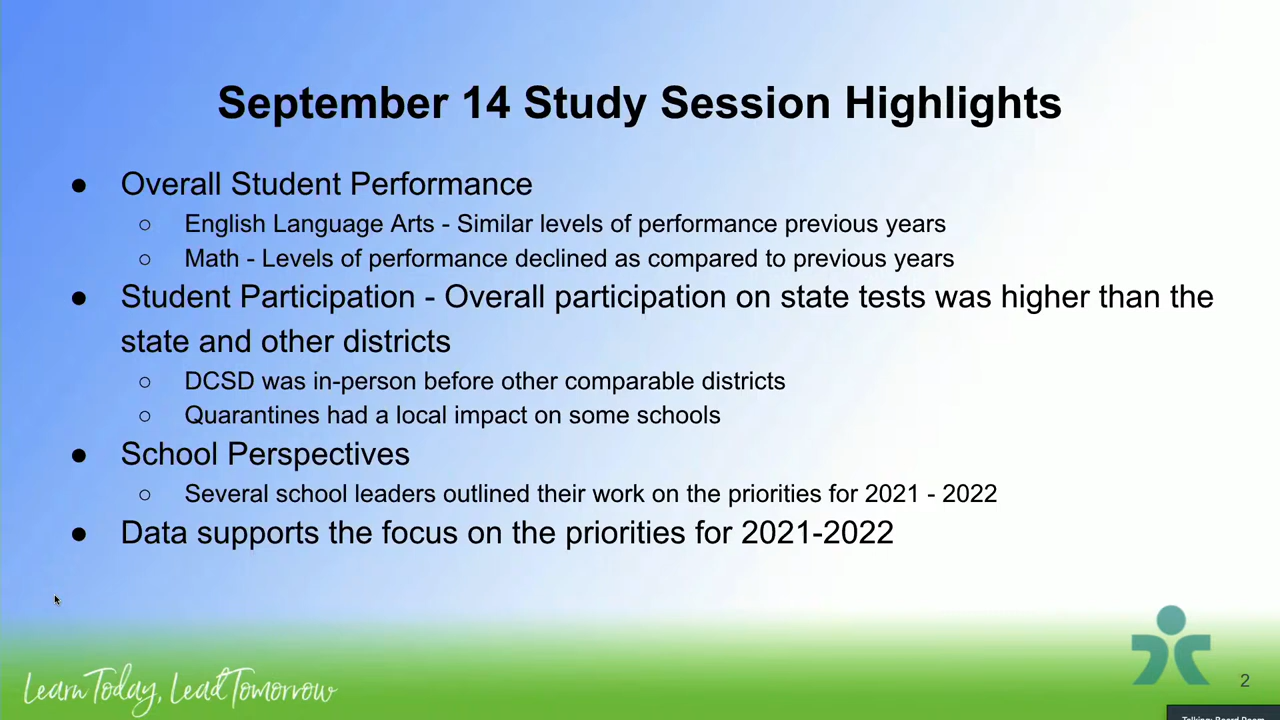 September 14 Study Session Highlights
● Overall Student Performance
○ English Language Arts - Similar levels of performance previous years
○ Math - Levels of performance declined as compared to previous years
● Student Participation - Overall participation on state tests was higher than the
state and other districts
○ DCSD was in-person before other comparable districts
○ Quarantines had a local impact on some schools
● School Perspectives
○ Several school leaders outlined their work on the priorities for 2021 - 2022
● Data supports the focus on the priorities for 2021-2022
Learn Today, Lead Tomorrow
2